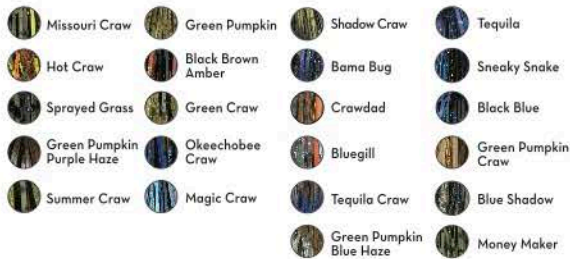 Missouri Craw
Hot Craw
Sprayed Grass
Green Pumpkin
Purple Haze
Summer Craw
Green Pumpkin
Black Brown
Amber
Green Craw
Okeechobee
Craw
Magic Craw
Shadow Craw
Bama Bug
Crawdad
Bluegill
Tequila Craw
Green Pumpkin
Blue Haze
Tequila
Sneaky Snake
Black Blue
Green Pumpkin
Craw
Blue Shadow
Money Maker